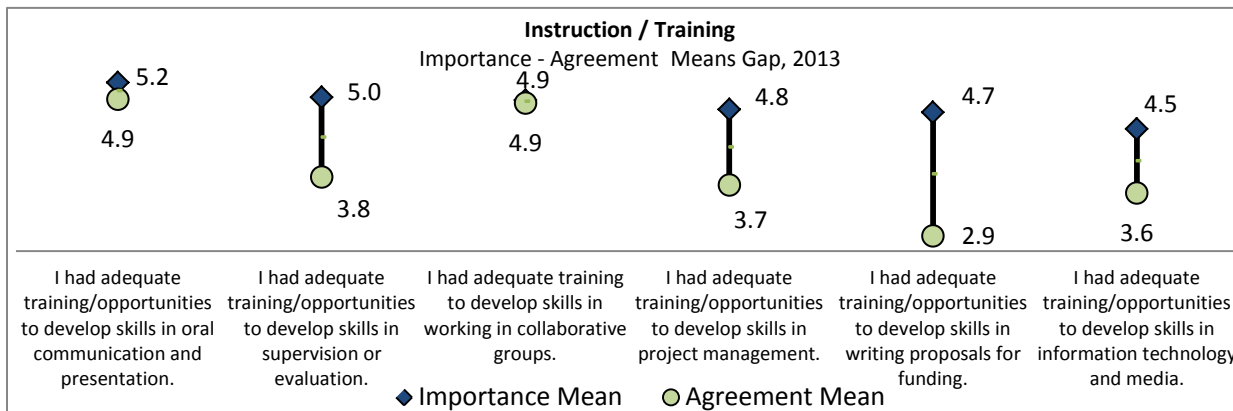 Instruction / Training
Importance - Agreement Means Gap, 2013
5.2
4.9
5.0
3.8
4.9
4.9
4.8
3.7
4.7
2.9
4.5
3.6
I had adequate
training/opportunities
to develop skills in oral
communication and
presentation.
I had adequate
training/opportunities
to develop skills in
supervision or
evaluation.
I had adequate training
to develop skills in
working in collaborative
groups.
I had adequate
training/opportunities
to develop skills in
project management.
I had adequate
training/opportunities
to develop skills in
writing proposals for
funding.
I had adequate
training/opportunities
to develop skills in
information technology
and media.
Importance Mean
Agreement Mean